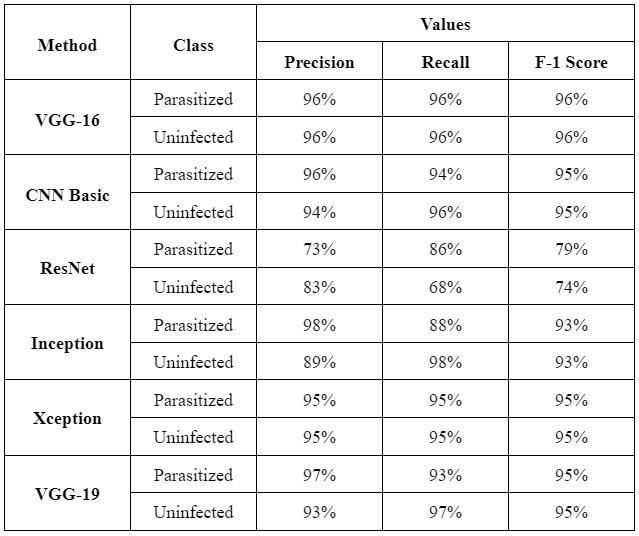 Method Class Values
Precision Recall F-1 Score
VGG-16 Parasitized 96% 96% 96%
Uninfected 96% 96% 96%
CNN Basic Parasitized 96% 94% 95%
Uninfected 94% 96% 95%
ResNet Parasitized 73% 86% 79%
Uninfected 83% 68% 74%
Inception Parasitized 98% 88% 93%
Uninfected 89% 98% 93%
Xception Parasitized 95% 95% 95%
Uninfected 95% 95% 95%
VGG-19 Parasitized 97% 93% 95%
Uninfected 93% 97% 95%